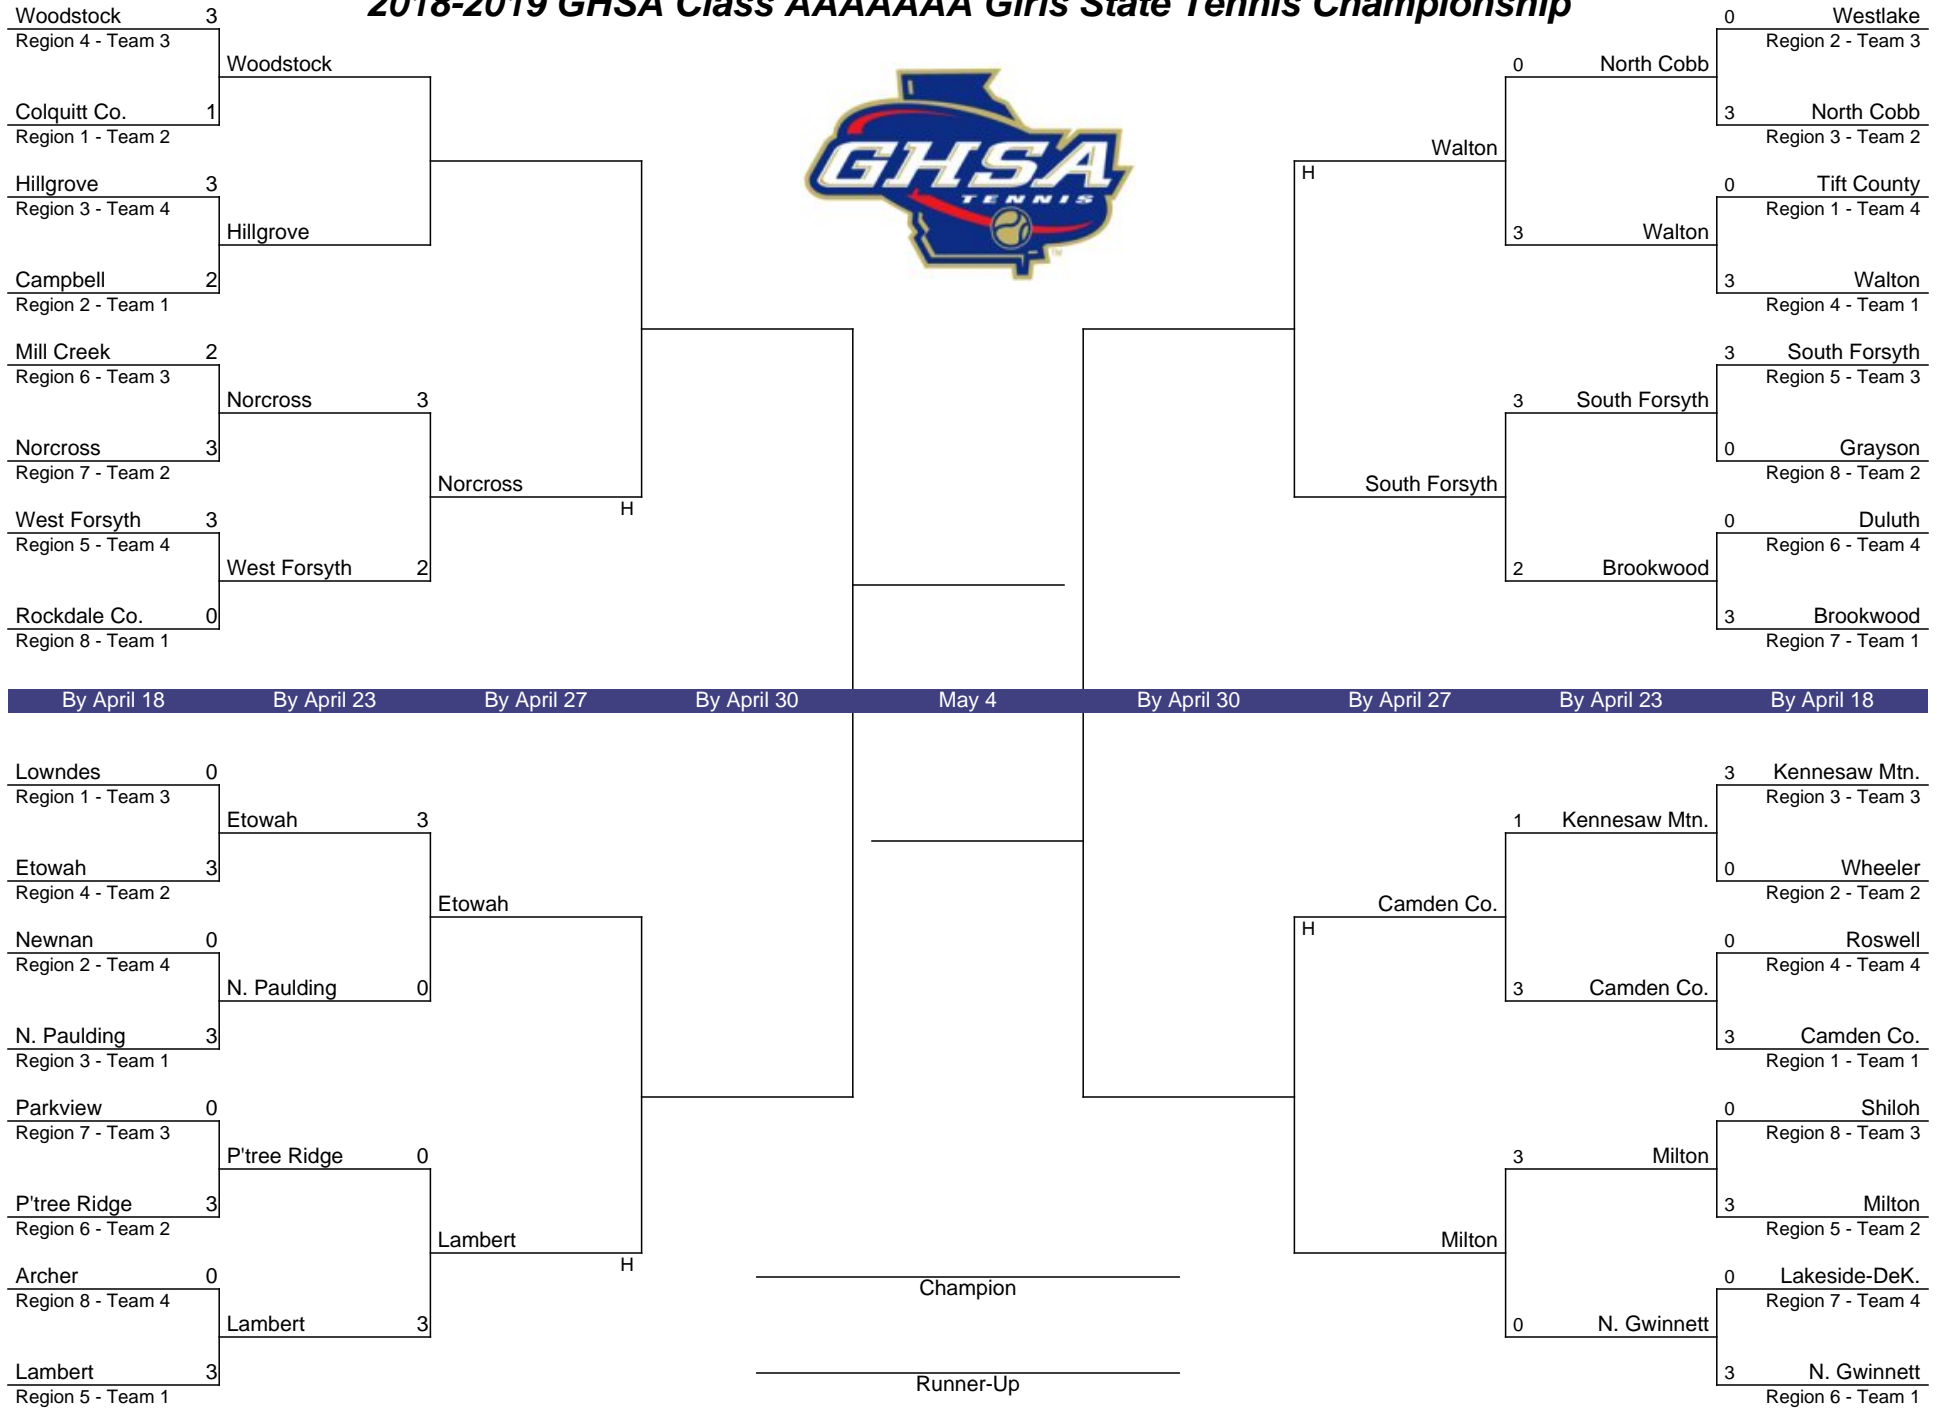 2018-2019 GHSA Class AAAAAAA Girls State Tennis Championship
GHSA
TENNIS
TM
Woodstock 3
Region 4 - Team 3
Woodstock
Colquitt Co. 1
Region 1 - Team 2
Hillgrove 3
Region 3 - Team 4
Hillgrove
Campbell 2
Region 2 - Team 1
Mill Creek 2
Region 6 - Team 3
Norcross 3
Norcross 3
Region 7 - Team 2
Norcross
H
West Forsyth 3
Region 5 - Team 4
West Forsyth 2
Rockdale Co. 0
Region 8 - Team 1
0 Westlake
Region 2 - Team 3
0 North Cobb
3 North Cobb
Region 3 - Team 2
Walton
H
0 Tift County
Region 1 - Team 4
3 Walton
3 Walton
Region 4 - Team 1
3 South Forsyth
Region 5 - Team 3
3 South Forsyth
0 Grayson
Region 8 - Team 2
South Forsyth
0 Duluth
Region 6 - Team 4
2 Brookwood
3 Brookwood
Region 7 - Team 1
By April 18 By April 23 By April 27 By April 30 May 4 By April 30 By April 27 By April 23 By April 18
Lowndes 0
Region 1 - Team 3
Etowah 3
Etowah 3
Region 4 - Team 2
Etowah
Newnan 0
Region 2 - Team 4
N. Paulding 0
N. Paulding 3
Region 3 - Team 1
Parkview 0
Region 7 - Team 3
P'tree Ridge 0
P'tree Ridge 3
Region 6 - Team 2
Lambert
H
Archer 0
Region 8 - Team 4
Lambert 3
Lambert 3
Region 5 - Team 1
3 Kennesaw Mtn.
Region 3 - Team 3
1 Kennesaw Mtn.
0 Wheeler
Region 2 - Team 2
Camden Co.
H
0 Roswell
Region 4 - Team 4
3 Camden Co.
3 Camden Co.
Region 1 - Team 1
0 Shiloh
Region 8 - Team 3
3 Milton
3 Milton
Region 5 - Team 2
Milton
0 Lakeside-DeK.
Region 7 - Team 4
0 N. Gwinnett
3 N. Gwinnett
Region 6 - Team 1
Champion
Runner-Up